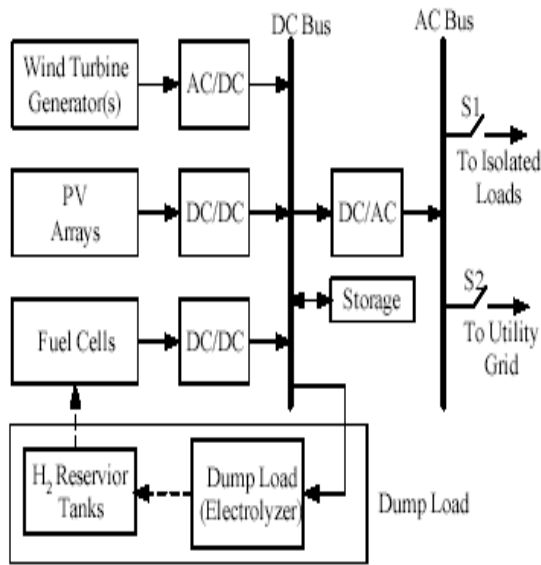 DC Bus
AC Bus
Wind Turbine
Generator(s)
AC/DC
S1
To Isolated
Loads
PV
Arrays
DC/DC
DC/AC
Storage
S2
To Utility
Grid
Fuel Cells
DC/DC
H2 Reservior
Tanks
Dump Load
(Electrolyzer)
Dump Load